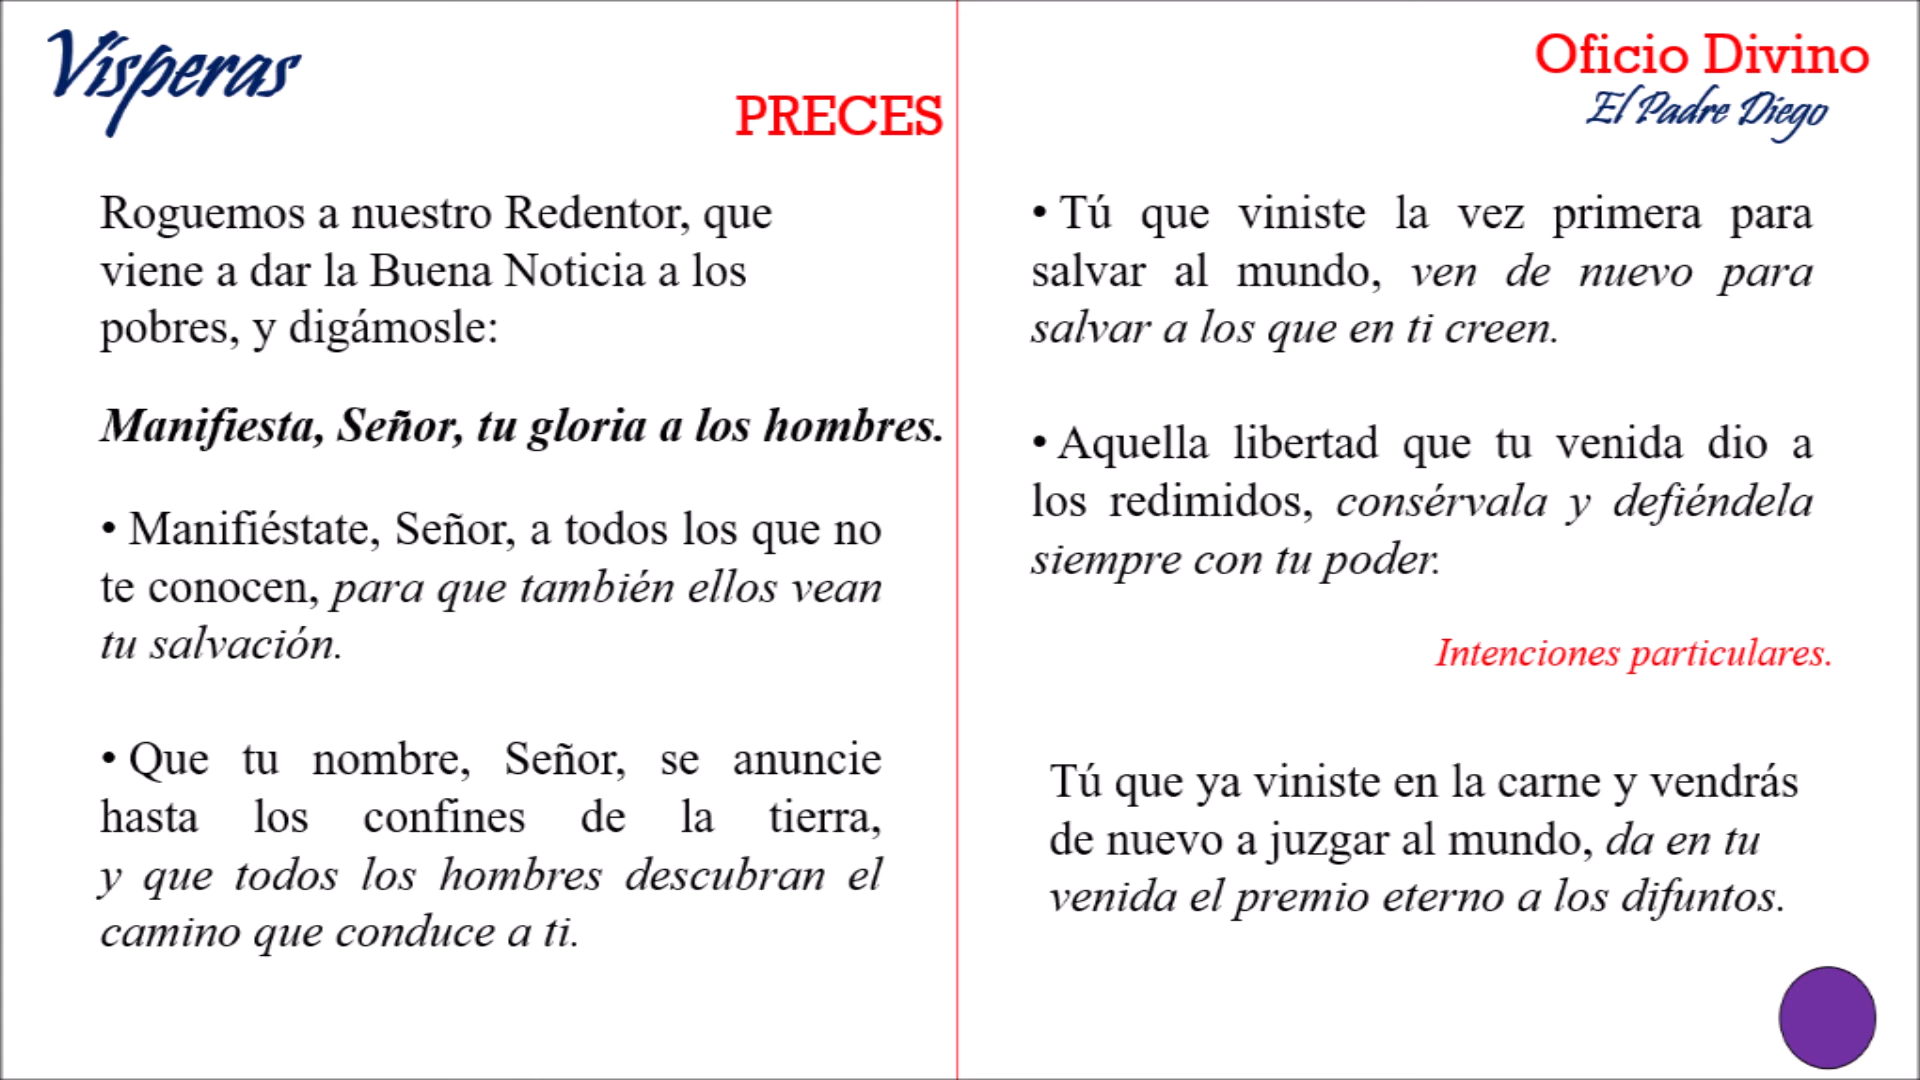 Vísperas
PRECES
Roguemos a nuestro Redentor, que
viene a dar la Buena Noticia a los
pobres, y digámosle:
Manifiesta, Señor, tu gloria a los hombres.
• Manifiéstate, Señor, a todos los que no
te conocen, para que también ellos vean
tu salvación.
• Que tu nombre, Señor, se anuncie
hasta los confines de la tierra,
y que todos los hombres descubran el
camino que conduce a ti.
Oficio Divino
El Padre Diego
• Tú que viniste la vez primera para
salvar al mundo, ven de nuevo para
salvar a los que en ti creen.
• Aquella libertad que tu venida dio a
los redimidos, consérvala y defiéndela
siempre con tu poder.
Intenciones particulares.
Tú que ya viniste en la carne y vendrás
de nuevo a juzgar al mundo, da en tu
venida el premio eterno a los difuntos.